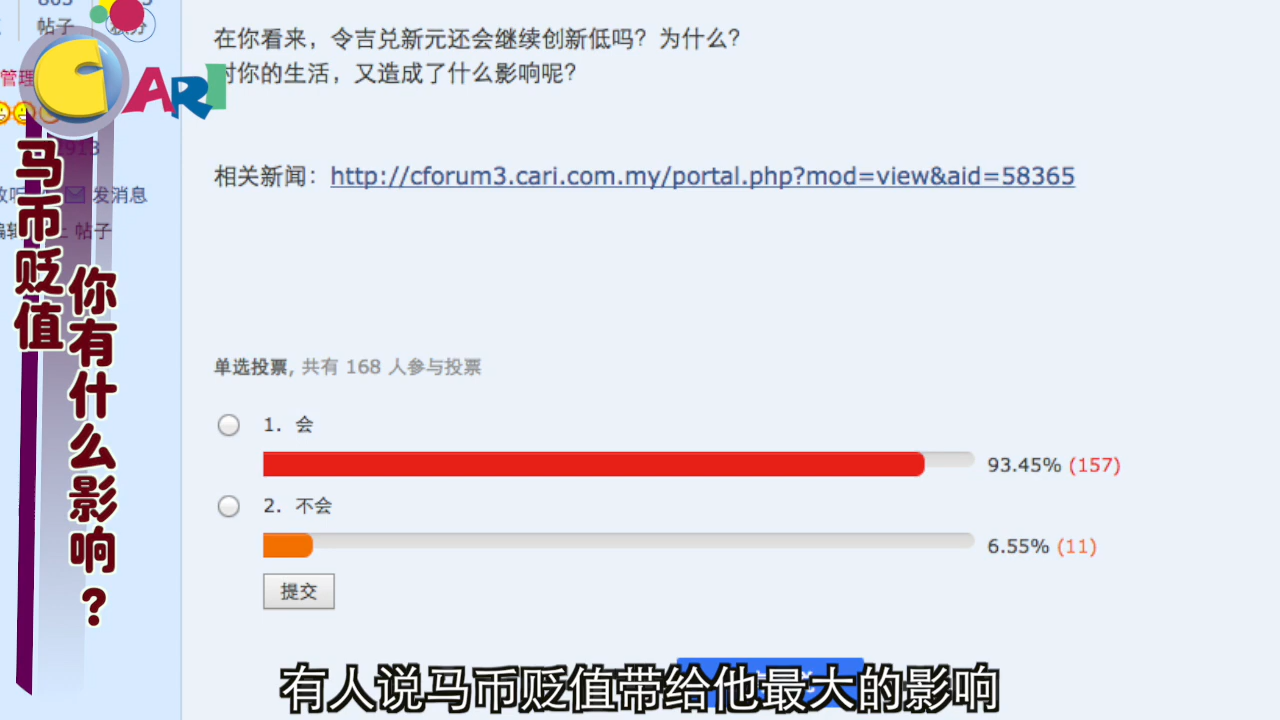 帖子
CARI
管理
2913
发消息
帖子
马币贬值
你有什么影响?
在你看来，令吉兑新元还会继续创新低吗？为什么？
对你的生活，又造成了什么影响呢？
相关新闻：http://cforum3.cari.com.my/portal.php?mod=view&aid=58365
单选投票, 共有 168 人参与投票
1. 会
93.45% (157)
2. 不会
6.55% (11)
提交
有人说马币贬值带给他最大的影响